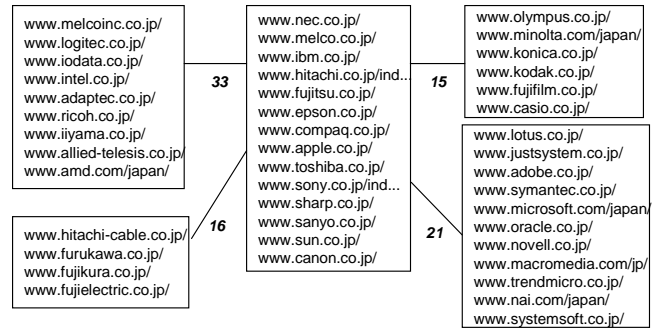 www.melcoinc.co.jp/
www.logitec.co.jp/
www.iodata.co.jp/
www.intel.co.jp/
www.adaptec.co.jp/
www.ricoh.co.jp/
www.iiyama.co.jp/
www.allied-telesis.co.jp/
www.amd.com/japan/
33
www.nec.co.jp/
www.melco.co.jp/
www.ibm.co.jp/
www.hitachi.co.jp/ind...
www.fujitsu.co.jp/
www.epson.co.jp/
www.compaq.co.jp/
www.apple.co.jp/
www.toshiba.co.jp/
www.sony.co.jp/ind...
www.sharp.co.jp/
www.sanyo.co.jp/
www.sun.co.jp/
www.canon.co.jp/
15
www.olympus.co.jp/
www.minolta.com/japan/
www.konica.co.jp/
www.kodak.co.jp/
www.fujifilm.co.jp/
www.casio.co.jp/
www.hitachi-cable.co.jp/
www.furukawa.co.jp/
www.fujikura.co.jp/
www.fujielectric.co.jp/
16
21
www.lotus.co.jp/
www.justsystem.co.jp/
www.adobe.co.jp/
www.symantec.co.jp/
www.microsoft.com/japan/
www.oracle.co.jp/
www.novell.co.jp/
www.macromedia.com/jp/
www.trendmicro.co.jp/
www.nai.com/japan/
www.systemsoft.co.jp/